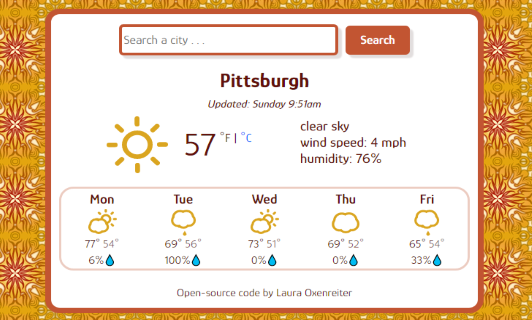 Search a city . . .
Search
Pittsburgh
Updated: Sunday 9:51am
57 °F | °C
clear sky
wind speed: 4 mph
humidity: 76%
Mon Tue Wed Thu Fri
77° 54° 69° 56° 73° 51° 69° 52° 65° 54°
6% 100% 0% 0% 33%
Open-source code by Laura Oxenreiter